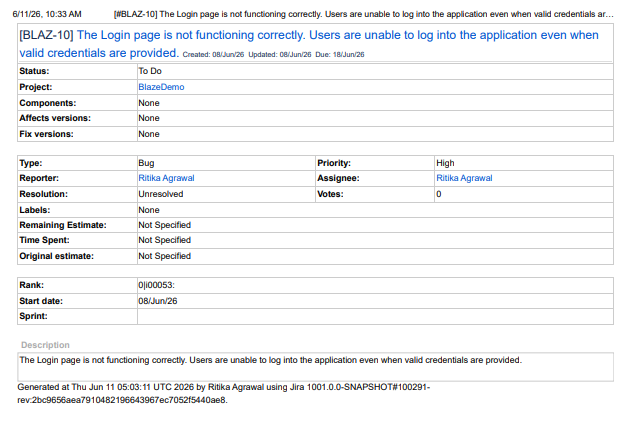 6/11/26, 10:33 AM [#BLAZ-10] The Login page is not functioning correctly. Users are unable to log into the application even when valid credentials ar…
[BLAZ-10] The Login page is not functioning correctly. Users are unable to log into the application even when
valid credentials are provided. Created: 08/Jun/26 Updated: 08/Jun/26 Due: 18/Jun/26
Status: To Do
Project: BlazeDemo
Components: None
Affects versions: None
Fix versions: None
Type: Bug Priority: High
Reporter: Ritika Agrawal Assignee: Ritika Agrawal
Resolution: Unresolved Votes: 0
Labels: None
Remaining Estimate: Not Specified
Time Spent: Not Specified
Original estimate: Not Specified
Rank: 0|i00053:
Start date: 08/Jun/26
Sprint:
Description
The Login page is not functioning correctly. Users are unable to log into the application even when valid credentials are provided.
Generated at Thu Jun 11 05:03:11 UTC 2026 by Ritika Agrawal using Jira 1001.0.0-SNAPSHOT#100291-
rev:2bc9656aea7910482196643967ec7052f5440ae8.